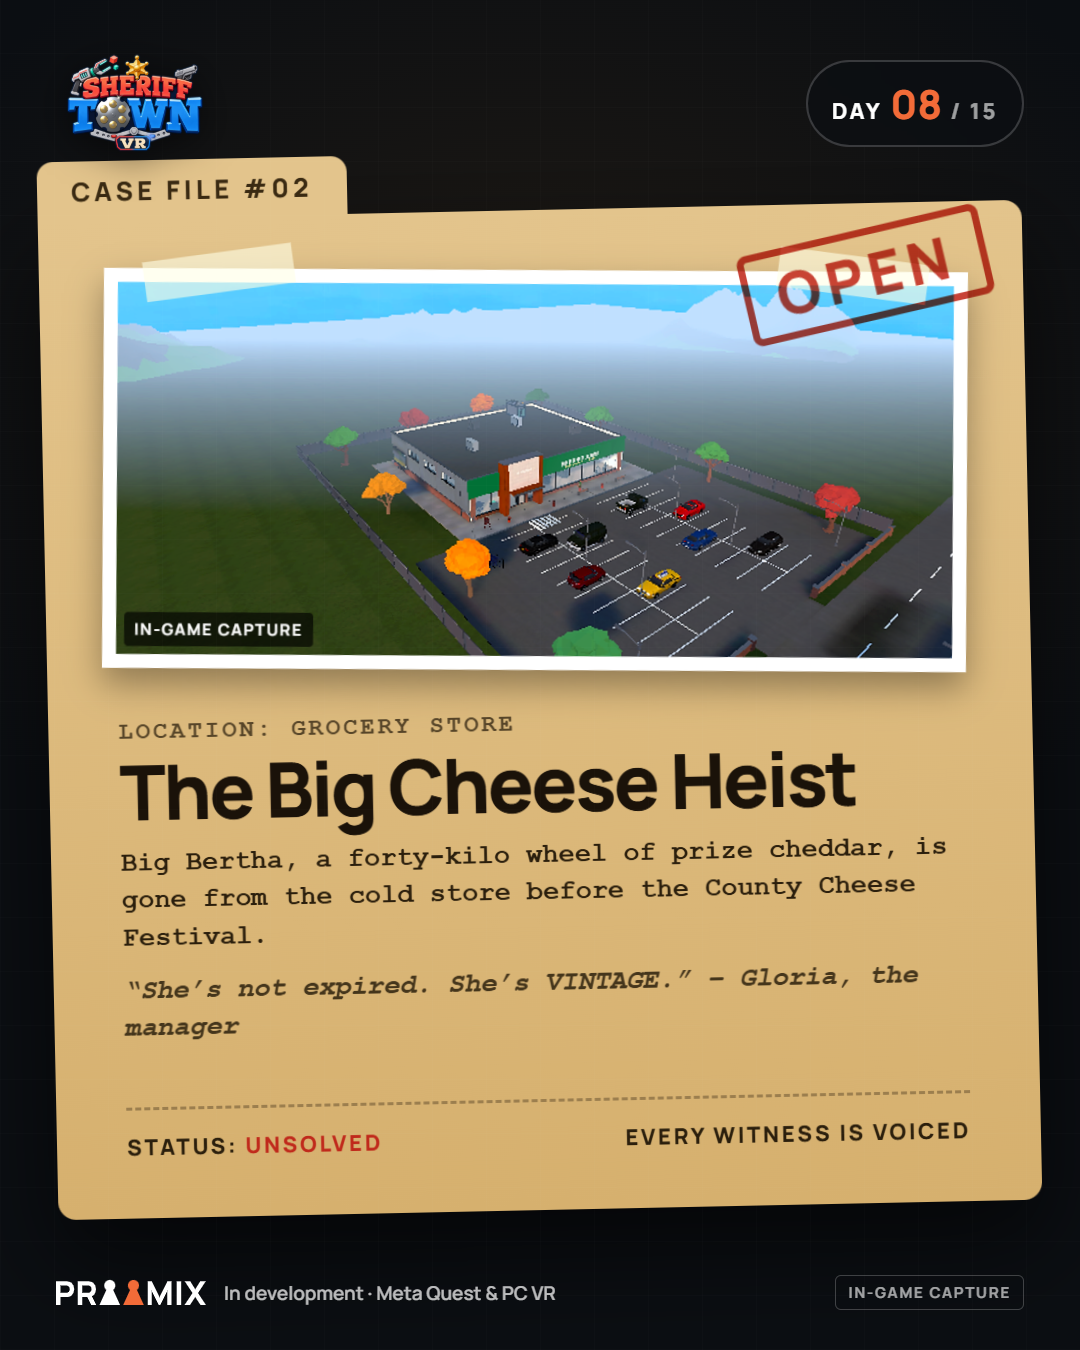 SHERIFF
TOWN
VR
DAY 08 / 15
CASE FILE #02
OPEN
IN-GAME CAPTURE
LOCATION: GROCERY STORE
The Big Cheese Heist
Big Bertha, a forty-kilo wheel of prize cheddar, is
gone from the cold store before the County Cheese
Festival.
“She’s not expired. She’s VINTAGE.” — Gloria, the
manager
STATUS: UNSOLVED
EVERY WITNESS IS VOICED
PRAAMIX
In development · Meta Quest & PC VR
IN-GAME CAPTURE